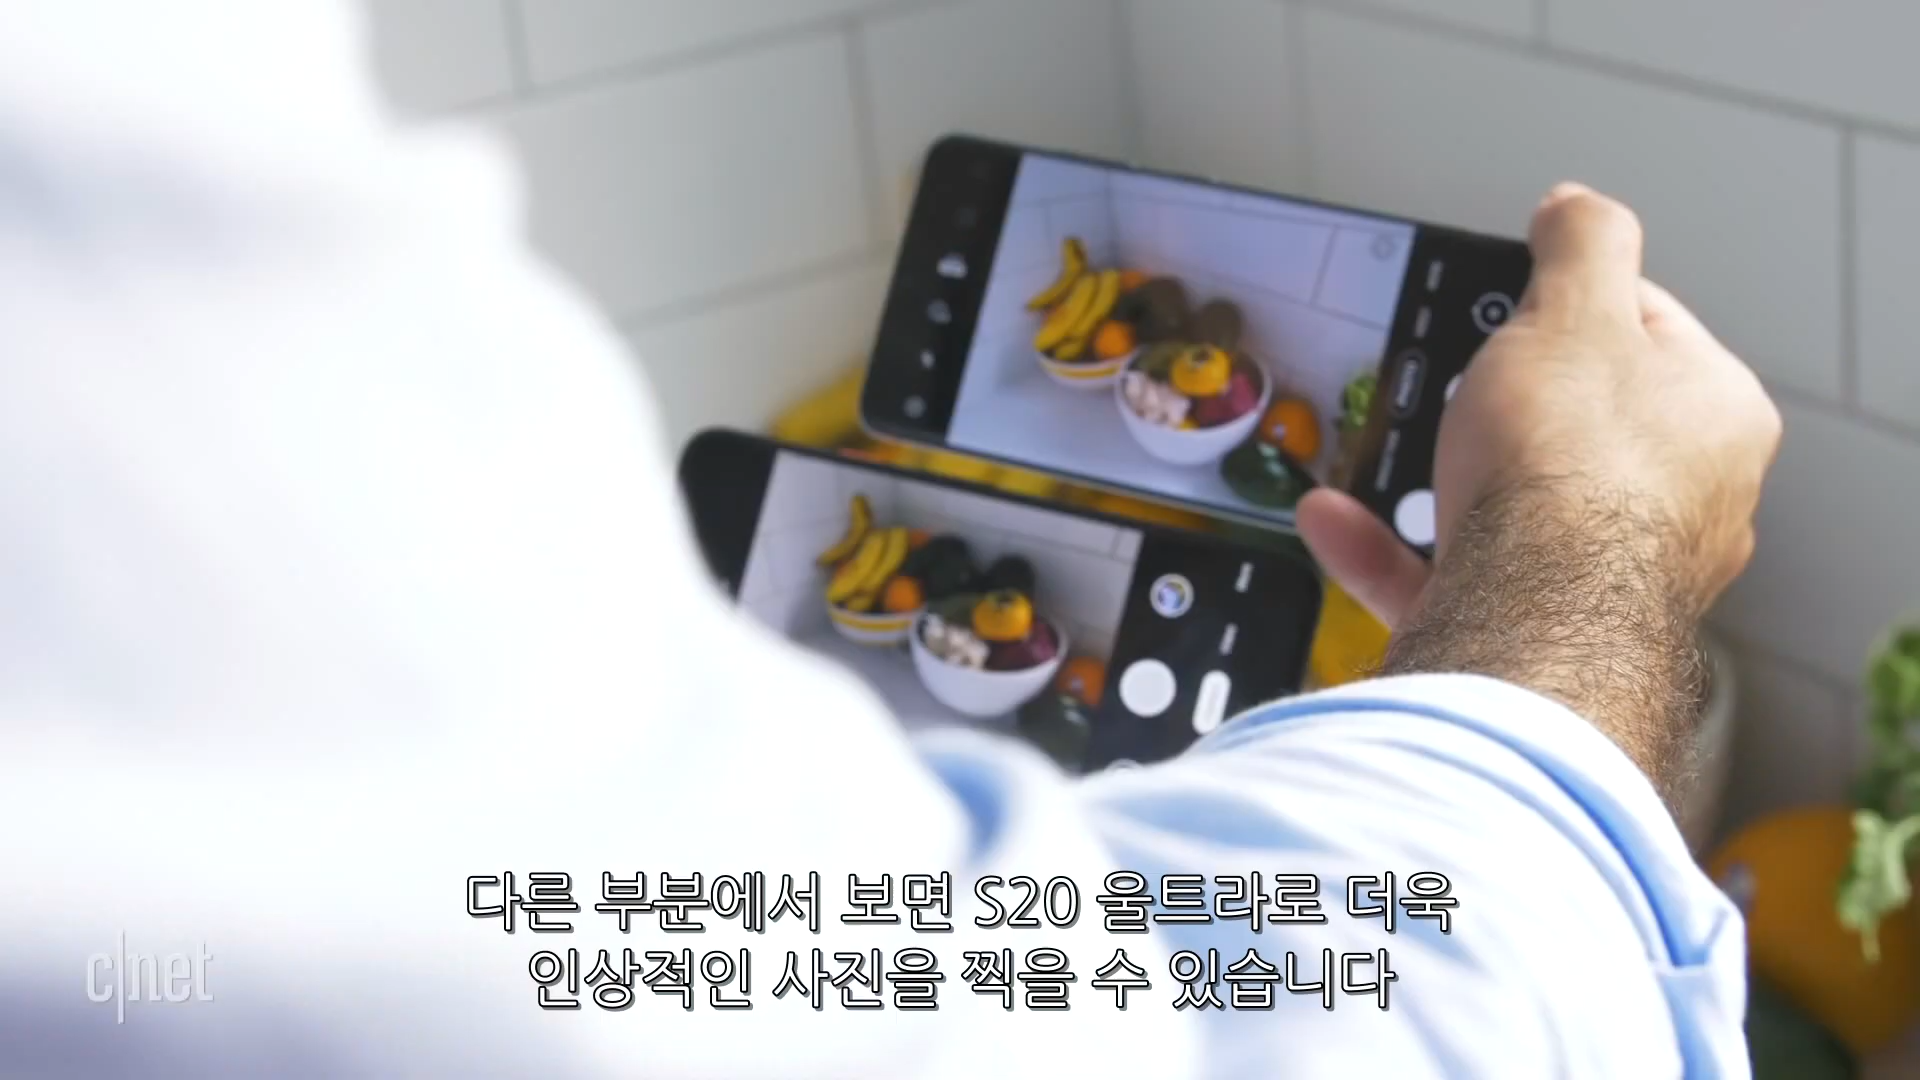 다른 부분에서 보면 S20 울트라로 더욱
인상적인 사진을 찍을 수 있습니다
c|net